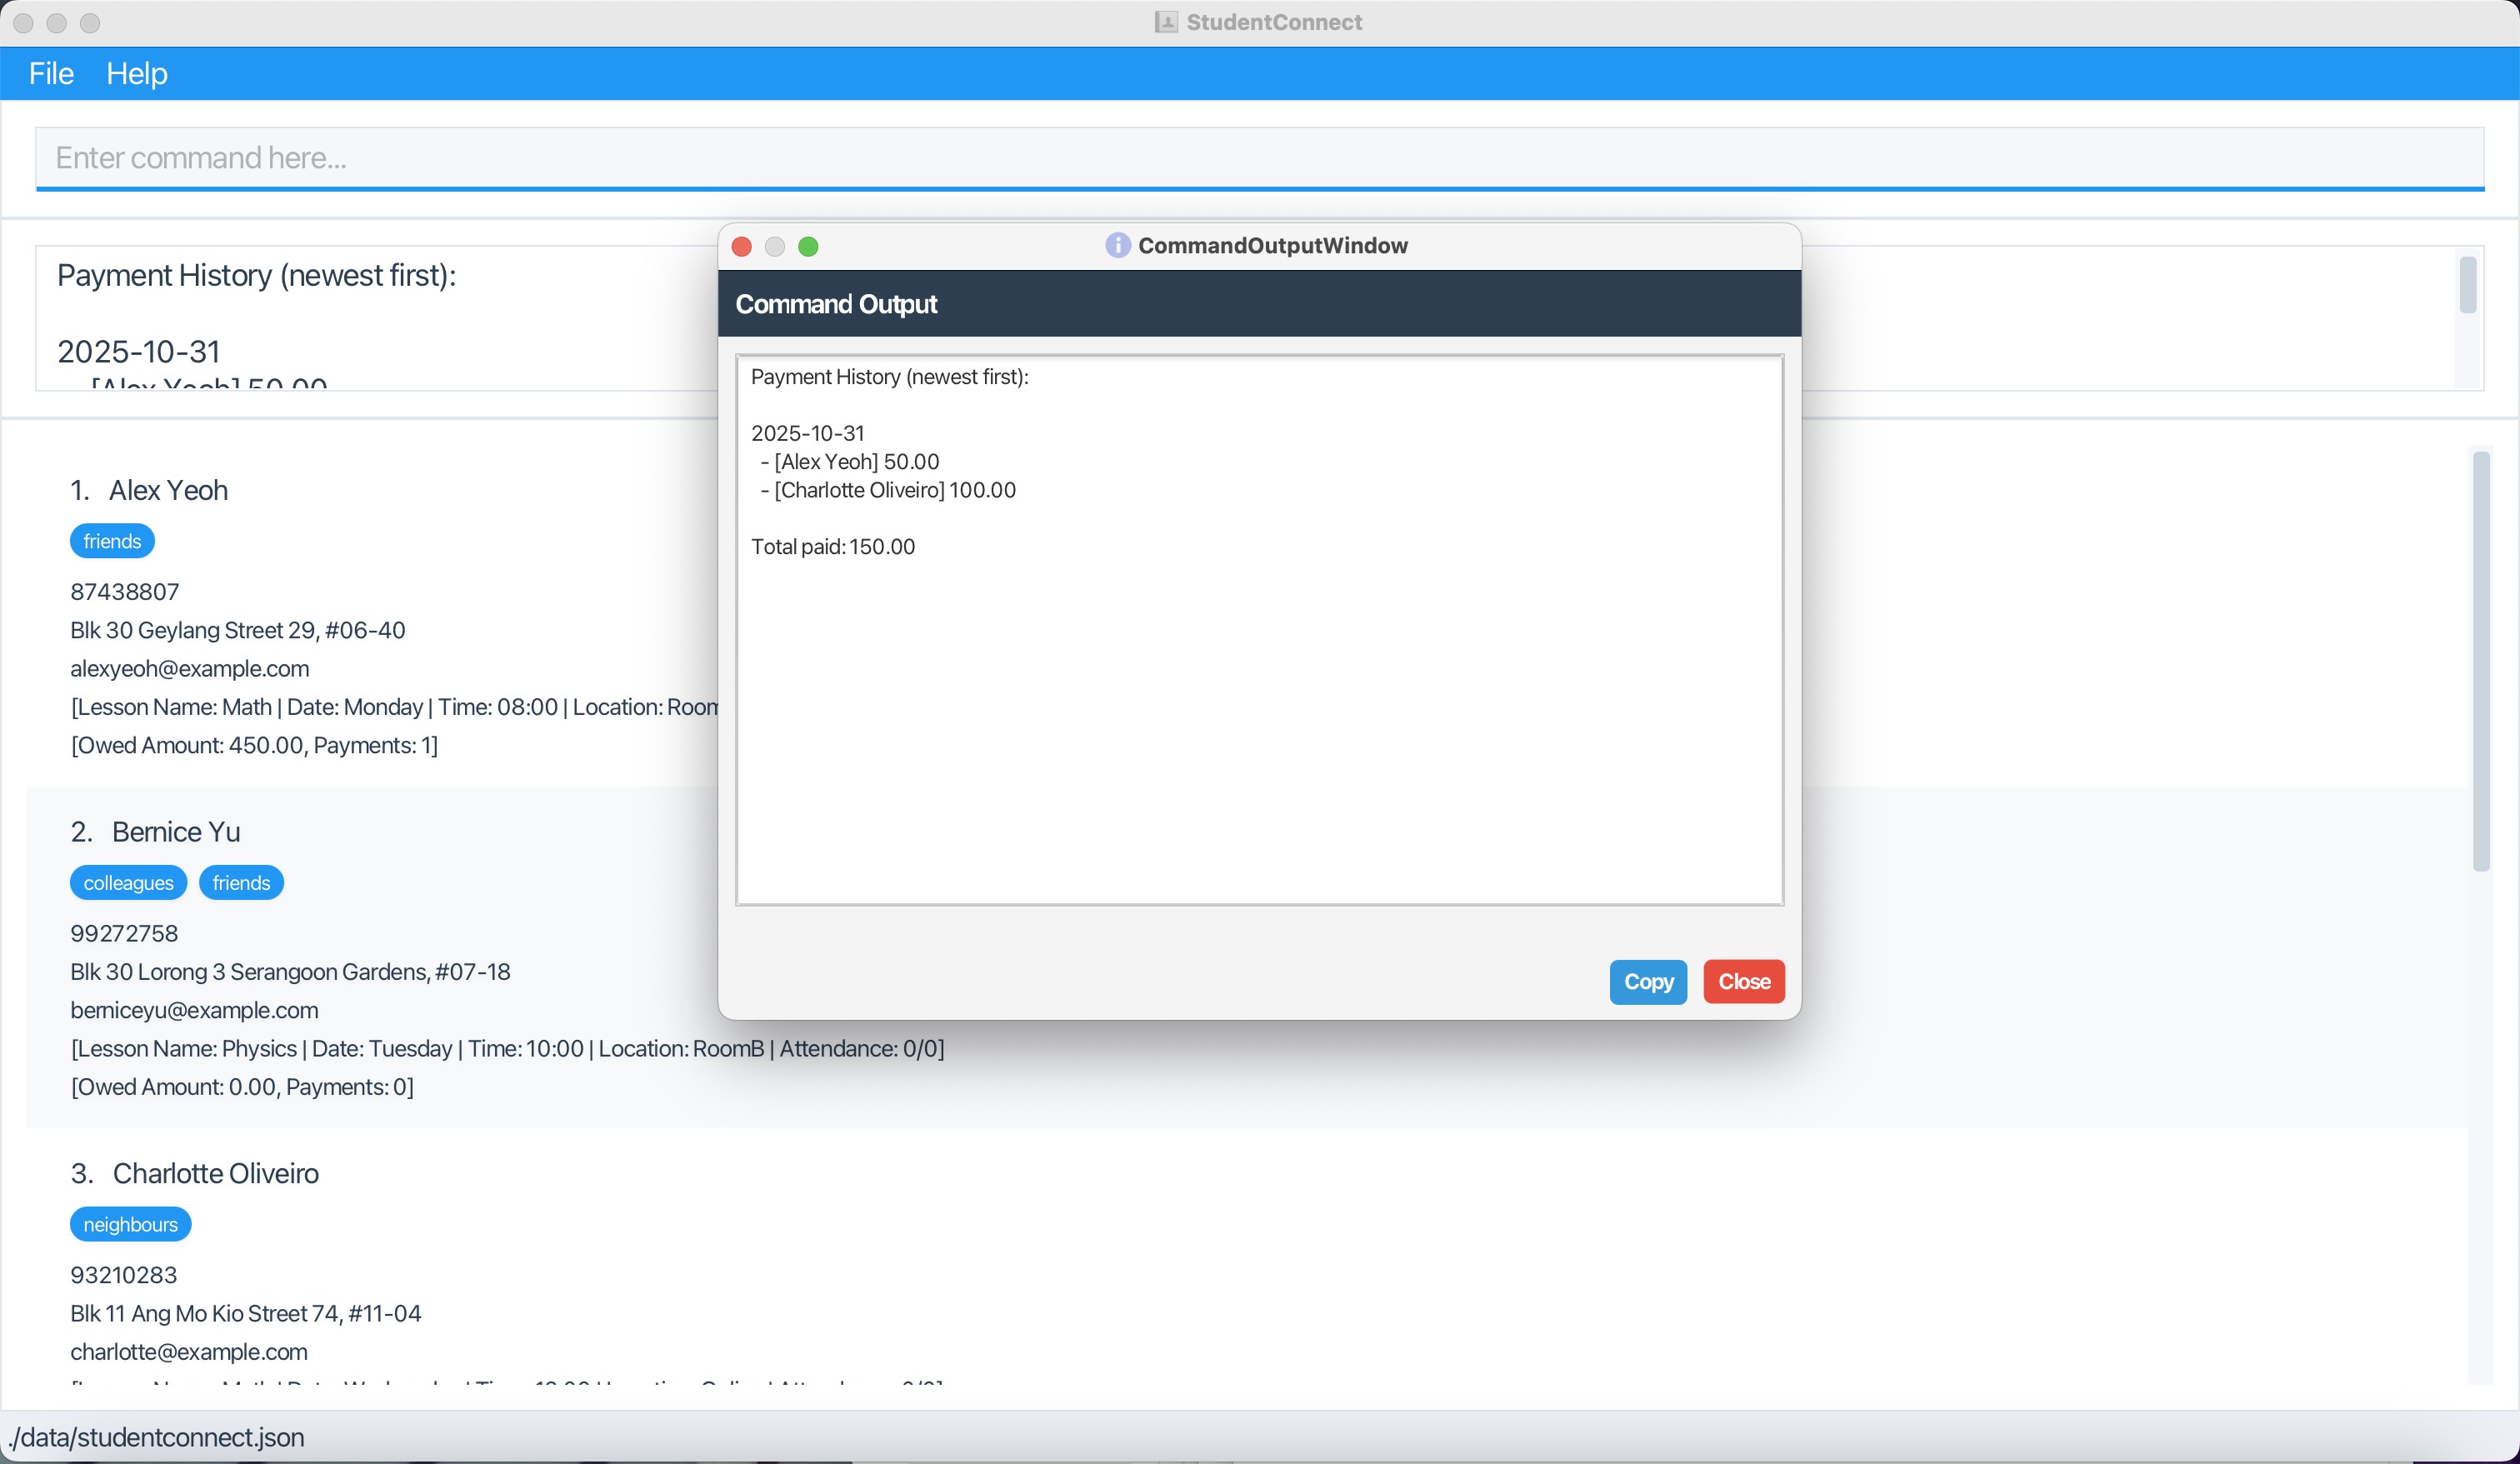 StudentConnect
File Help
Enter command here...
Payment History (newest first):
2025-10-31
[Alex Yeoh] 50.00
CommandOutputWindow
Command Output
Payment History (newest first):
2025-10-31
- [Alex Yeoh] 50.00
- [Charlotte Oliveiro] 100.00
Total paid: 150.00
Copy Close
1. Alex Yeoh
friends
87438807
Blk 30 Geylang Street 29, #06-40
alexyeoh@example.com
[Lesson Name: Math | Date: Monday | Time: 08:00 | Location: Room
[Owed Amount: 450.00, Payments: 1]
2. Bernice Yu
colleagues friends
99272758
Blk 30 Lorong 3 Serangoon Gardens, #07-18
berniceyu@example.com
[Lesson Name: Physics | Date: Tuesday | Time: 10:00 | Location: RoomB | Attendance: 0/0]
[Owed Amount: 0.00, Payments: 0]
3. Charlotte Oliveiro
neighbours
93210283
Blk 11 Ang Mo Kio Street 74, #11-04
charlotte@example.com
./data/studentconnect.json